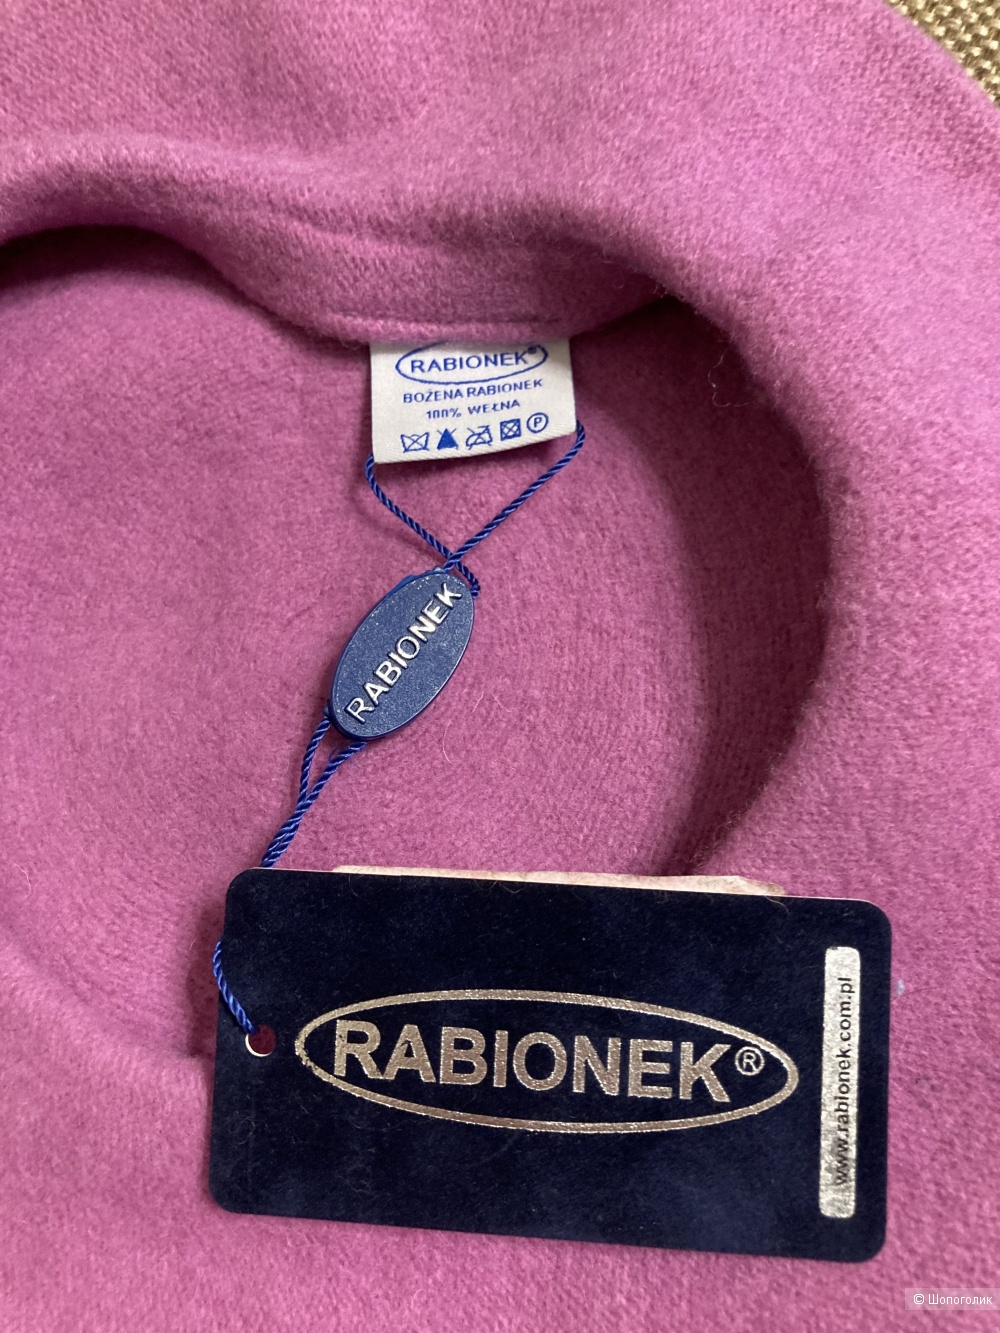 RABIONEK®
BOŻENA RABIONEK
100% WEŁNA
P
RABIONEK
RABIONEK®
www.rabionek.com.pl
© Шопоголик